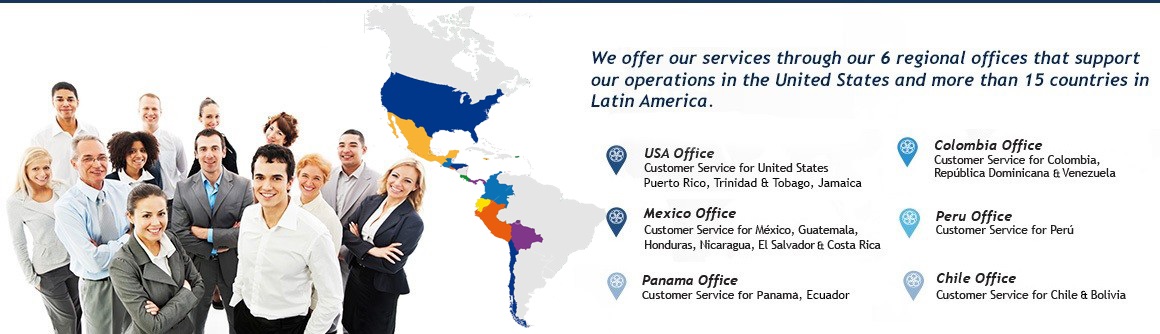 We offer our services through our 6 regional offices that support
our operations in the United States and more than 15 countries in
Latin America.
USA Office
Customer Service for United States
Puerto Rico, Trinidad & Tobago, Jamaica
Mexico Office
Customer Service for México, Guatemala,
Honduras, Nicaragua, El Salvador & Costa Rica
Panama Office
Customer Service for Panama, Ecuador
Colombia Office
Customer Service for Colombia,
República Dominicana & Venezuela
Peru Office
Customer Service for Perú
Chile Office
Customer Service for Chile & Bolivia